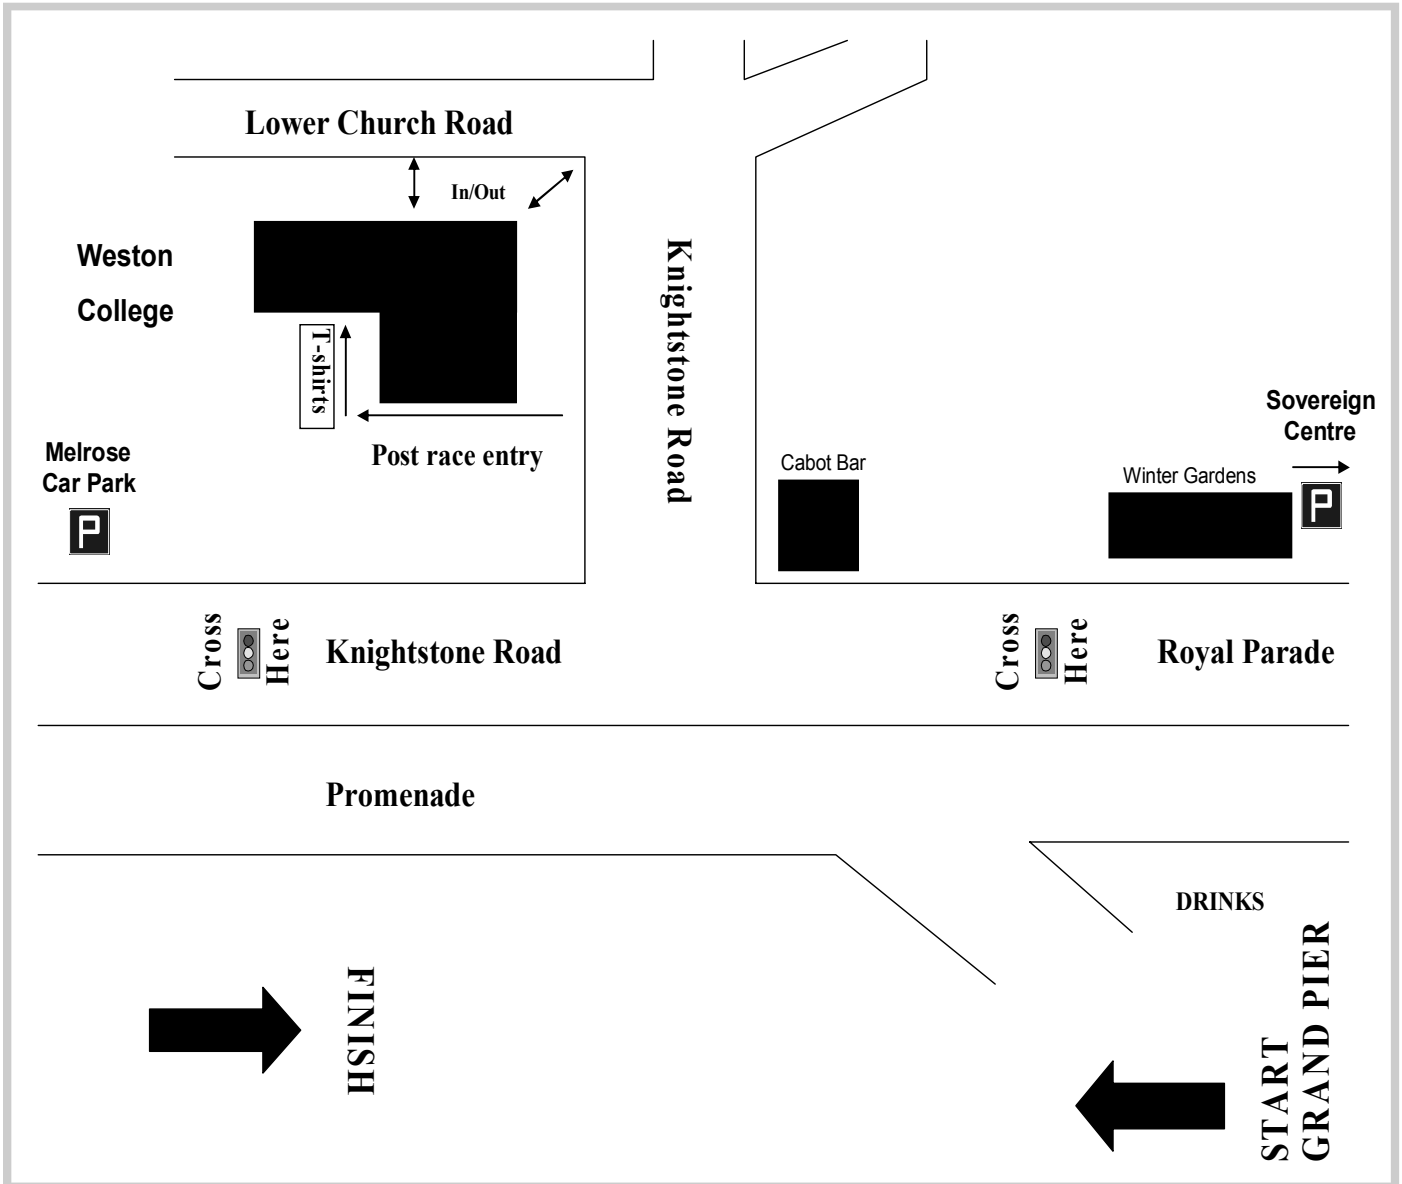 Lower Church Road
In/Out
Weston
College
T-shirts
Post race entry
Knightstone Road
Melrose
Car Park
P
Cabot Bar
Winter Gardens
Sovereign
Centre
P
Cross
Here
Knightstone Road
Cross
Here
Royal Parade
Promenade
DRINKS
FINISH
START
GRAND PIER